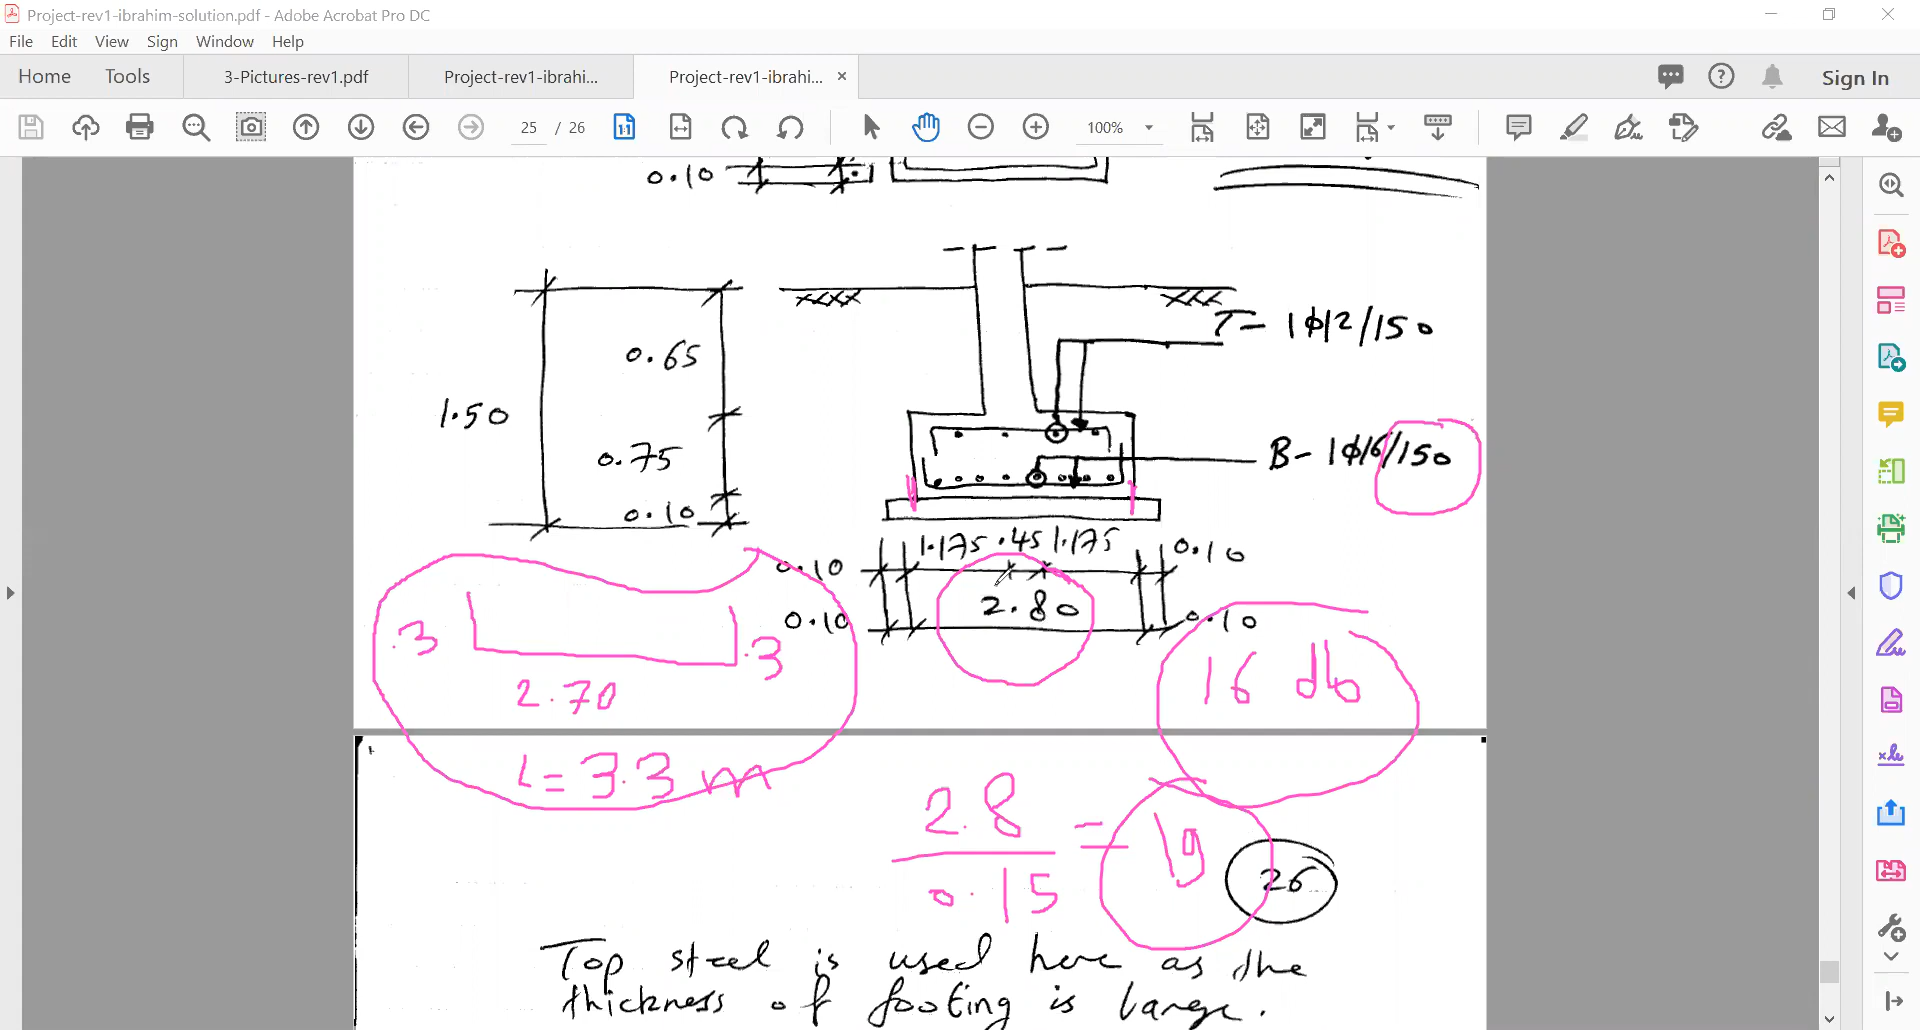 Project-rev1-ibrahim-solution.pdf - Adobe Acrobat Pro DC
File Edit View Sign Window Help
Home Tools 3-Pictures-rev1.pdf Project-rev1-ibrahi... Project-rev1-ibrahi... × Sign In
25 / 26 100%
0.10
T- 1ϕ12/150
0.65
1.50
B- 1ϕ16/150
0.75
0.10
1.175 .45 1.175 0.10
0.10
2.80
0.10 0.10
.3 .3
2.70
16 db
L = 3.3 m
2.8
0.15
= 19
26
Top steel is used here as the
thickness of footing is large.